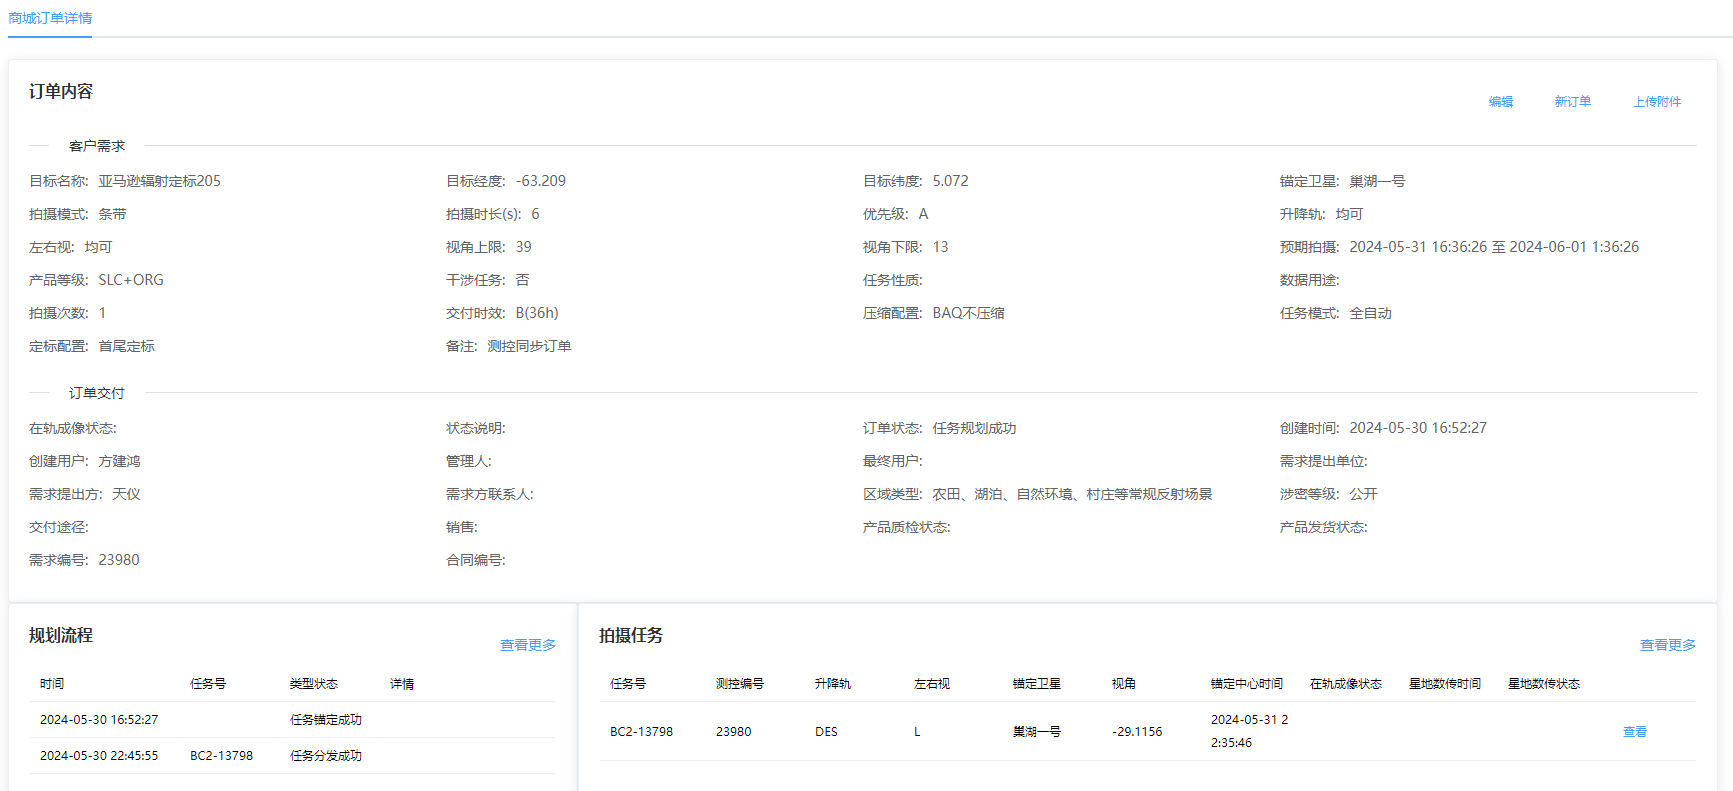 商城订单详情
订单内容
编辑 新订单 上传附件
客户需求
目标名称: 亚马逊辐射定标205 目标经度: -63.209 目标纬度: 5.072 锚定卫星: 巢湖一号
拍摄模式: 条带 拍摄时长(s): 6 优先级: A 升降轨: 均可
左右视: 均可 视角上限: 39 视角下限: 13 预期拍摄: 2024-05-31 16:36:26 至 2024-06-01 1:36:26
产品等级: SLC+ORG 干涉任务: 否 任务性质: 数据用途:
拍摄次数: 1 交付时效: B(36h) 压缩配置: BAQ不压缩 任务模式: 全自动
定标配置: 首尾定标 备注: 测控同步订单
订单交付
在轨成像状态: 状态说明: 订单状态: 任务规划成功 创建时间: 2024-05-30 16:52:27
创建用户: 方建鸿 管理人: 最终用户: 需求提出单位:
需求提出方: 天仪 需求方联系人: 区域类型: 农田、湖泊、自然环境、村庄等常规反射场景 涉密等级: 公开
交付途径: 销售: 产品质检状态: 产品发货状态:
需求编号: 23980 合同编号:
规划流程
查看更多
时间 任务号 类型状态 详情
2024-05-30 16:52:27 任务锚定成功
2024-05-30 22:45:55 BC2-13798 任务分发成功
拍摄任务
查看更多
任务号 测控编号 升降轨 左右视 锚定卫星 视角 锚定中心时间 在轨成像状态 星地数传时间 星地数传状态
BC2-13798 23980 DES L 巢湖一号 -29.1156 2024-05-31 2
2:35:46 查看